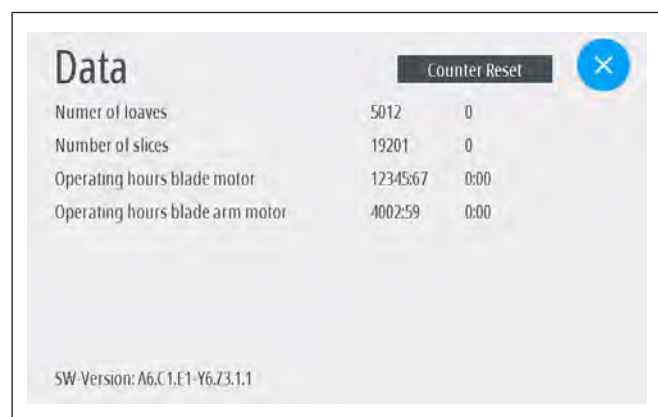 Data
Counter Reset
Numer of loaves 5012 0
Number of slices 19201 0
Operating hours blade motor 12345:67 0:00
Operating hours blade arm motor 4002:59 0:00
SW-Version: A6.C1.E1-Y6.Z3.1.1